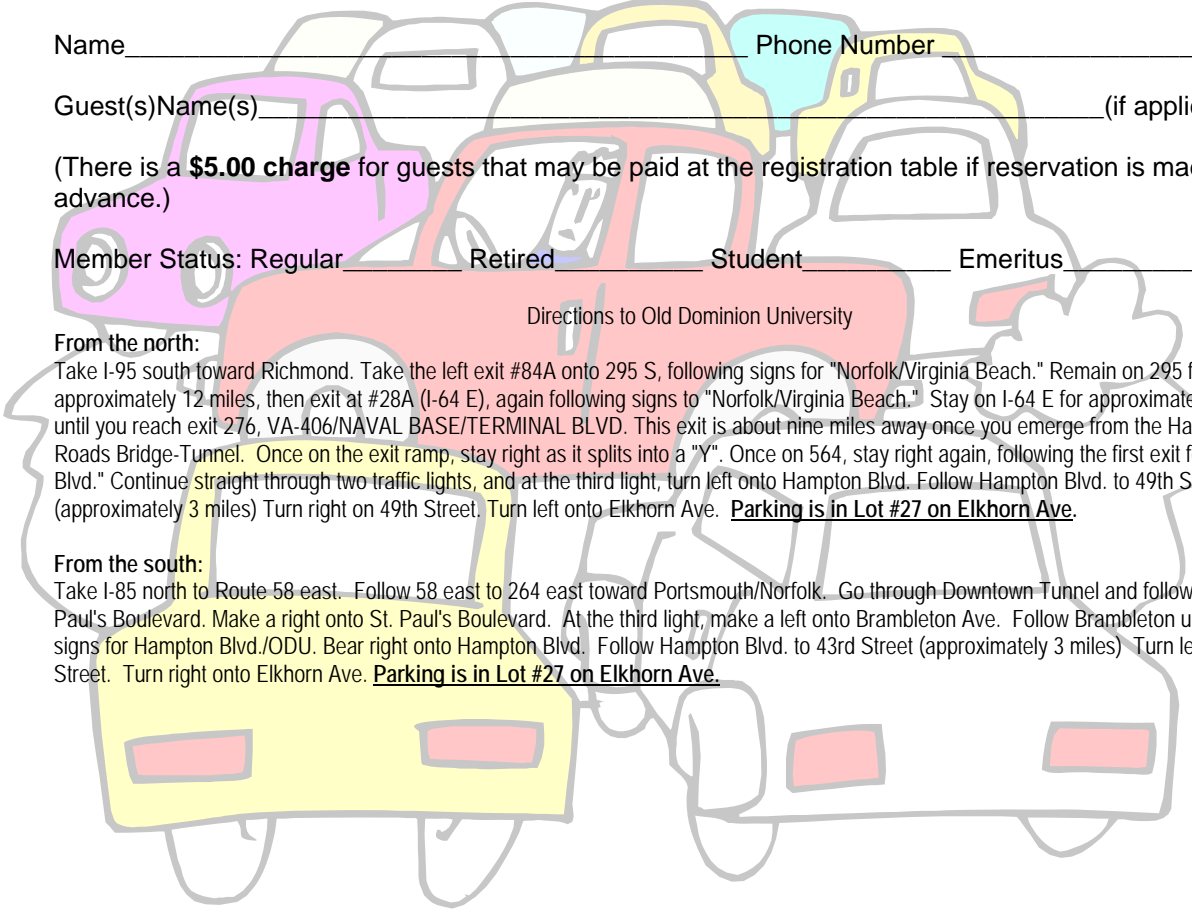 Name__________________________________________ Phone Number _________________
Guest(s)Name(s)_________________________________________________________(if
(There is a $5.00 charge for guests that may be paid at the registration table if reservation is
advance.)
Member Status: Regular________ Retired__________ Student__________ Emeritus_________
Directions to Old Dominion University
From the north:
Take I-95 south toward Richmond. Take the left exit #84A onto 295 S, following signs for "Norfolk/Virginia Beach." Remain on 295
approximately 12 miles, then exit at #28A (I-64 E), again following signs to "Norfolk/Virginia Beach."  Stay on I-64 E for
until you reach exit 276, VA-406/NAVAL BASE/TERMINAL BLVD. This exit is about nine miles away once you emerge from the
Roads Bridge-Tunnel.  Once on the exit ramp, stay right as it splits into a "Y". Once on 564, stay right again, following the first exit
Blvd." Continue straight through two traffic lights, and at the third light, turn left onto Hampton Blvd. Follow Hampton Blvd. to 49th
(approximately 3 miles) Turn right on 49th Street. Turn left onto Elkhorn Ave.  Parking is in Lot #27 on Elkhorn Ave.
From the south:
Take I-85 north to Route 58 east.  Follow 58 east to 264 east toward Portsmouth/Norfolk.  Go through Downtown Tunnel and follow
Paul's Boulevard. Make a right onto St. Paul's Boulevard.  At the third light, make a left onto Brambleton Ave.  Follow Brambleton
signs for Hampton Blvd./ODU. Bear right onto Hampton Blvd.  Follow Hampton Blvd. to 43rd Street (approximately 3 miles)  Turn
Street.  Turn right onto Elkhorn Ave. Parking is in Lot #27 on Elkhorn Ave.